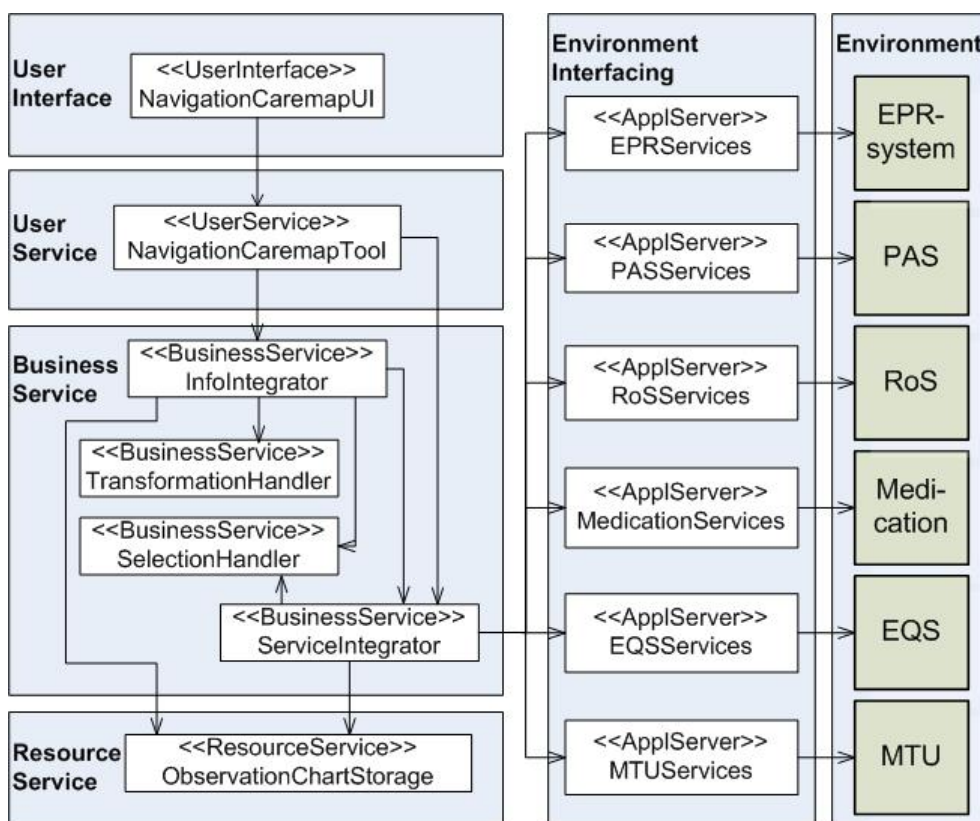 User
Interface
<<UserInterface>>
NavigationCaremapUI
User
Service
<<UserService>>
NavigationCaremapTool
Business
Service
<<BusinessService>>
InfoIntegrator
<<BusinessService>>
TransformationHandler
<<BusinessService>>
SelectionHandler
<<BusinessService>>
ServiceIntegrator
Resource
Service
<<ResourceService>>
ObservationChartStorage
Environment
Interfacing
<<ApplServer>>
EPRServices
<<ApplServer>>
PASServices
<<ApplServer>>
RoSServices
<<ApplServer>>
MedicationServices
<<ApplServer>>
EQSServices
<<ApplServer>>
MTUServices
Environment
EPR-
system
PAS
RoS
Medi-
cation
EQS
MTU